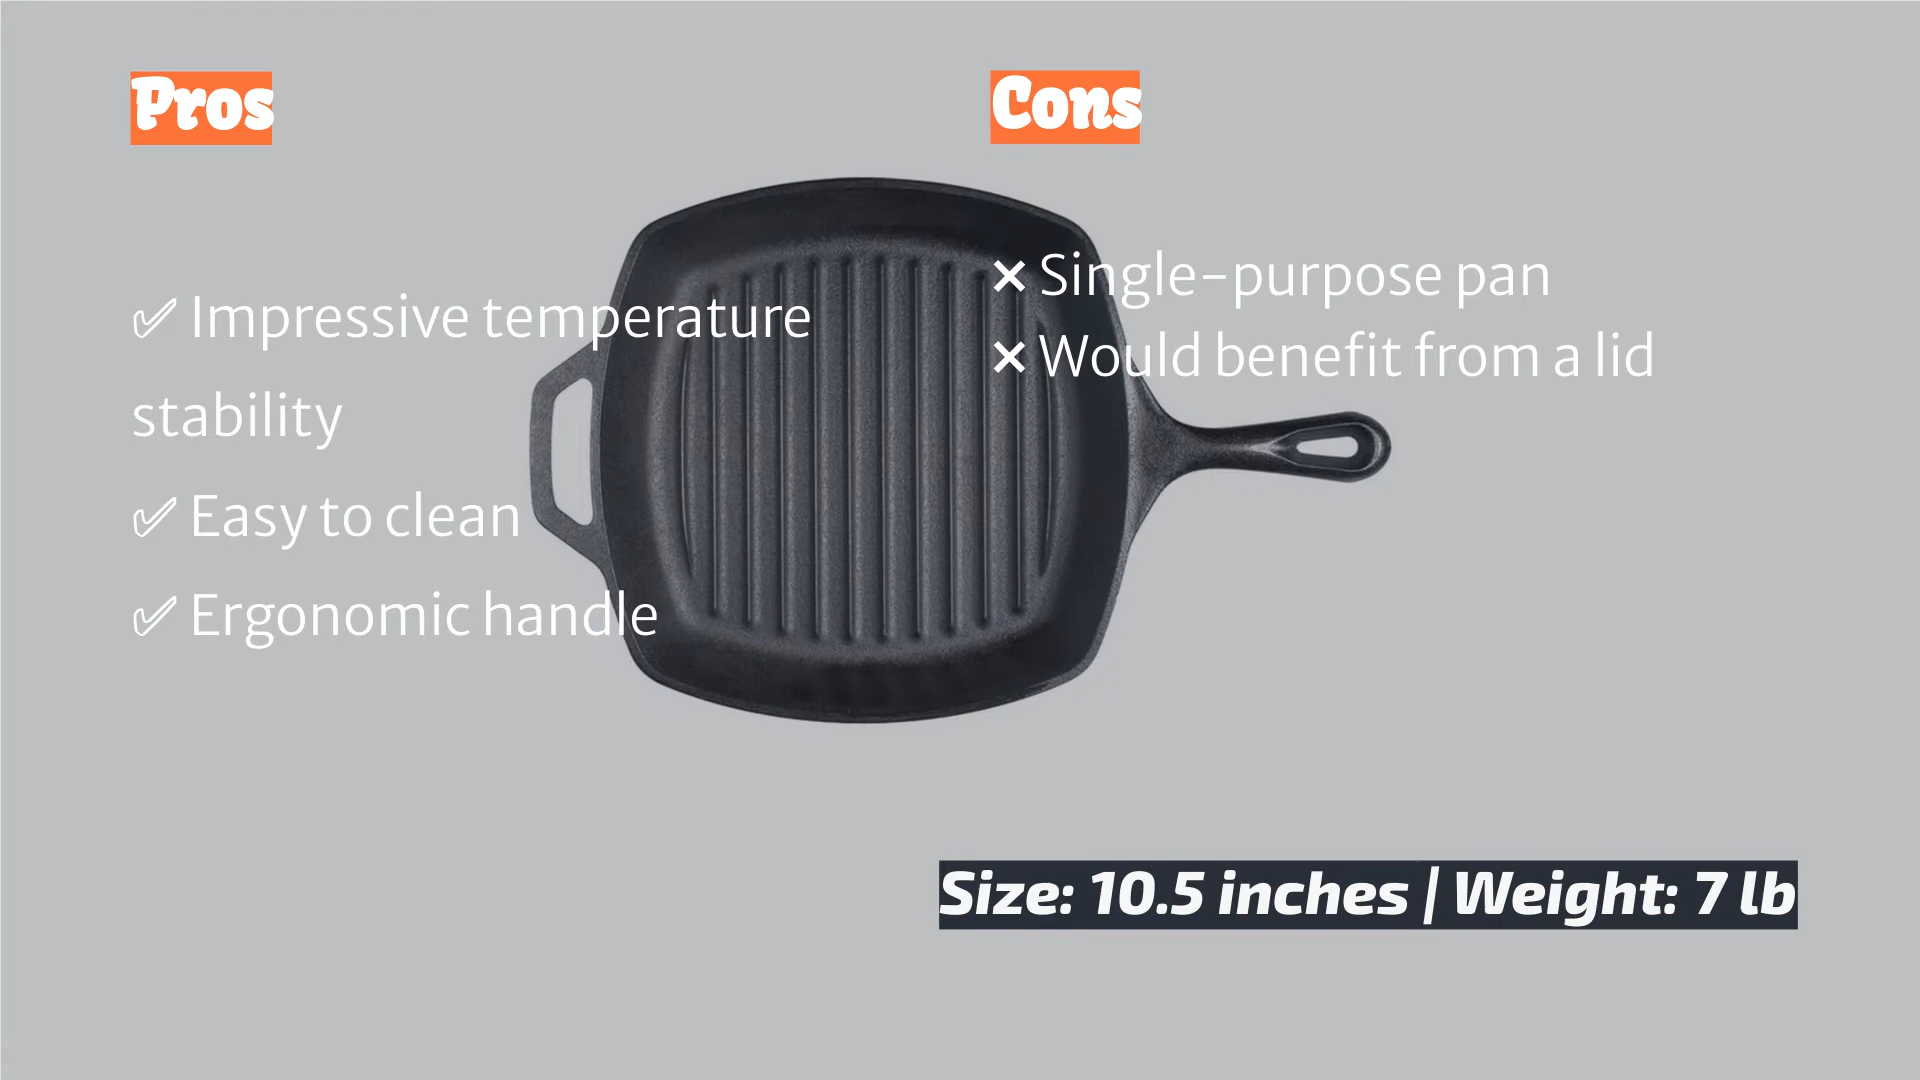 Pros
✅ Impressive temperature
stability
✅ Easy to clean
✅ Ergonomic handle
Cons
❌ Single-purpose pan
❌ Would benefit from a lid
Size: 10.5 inches | Weight: 7 lb